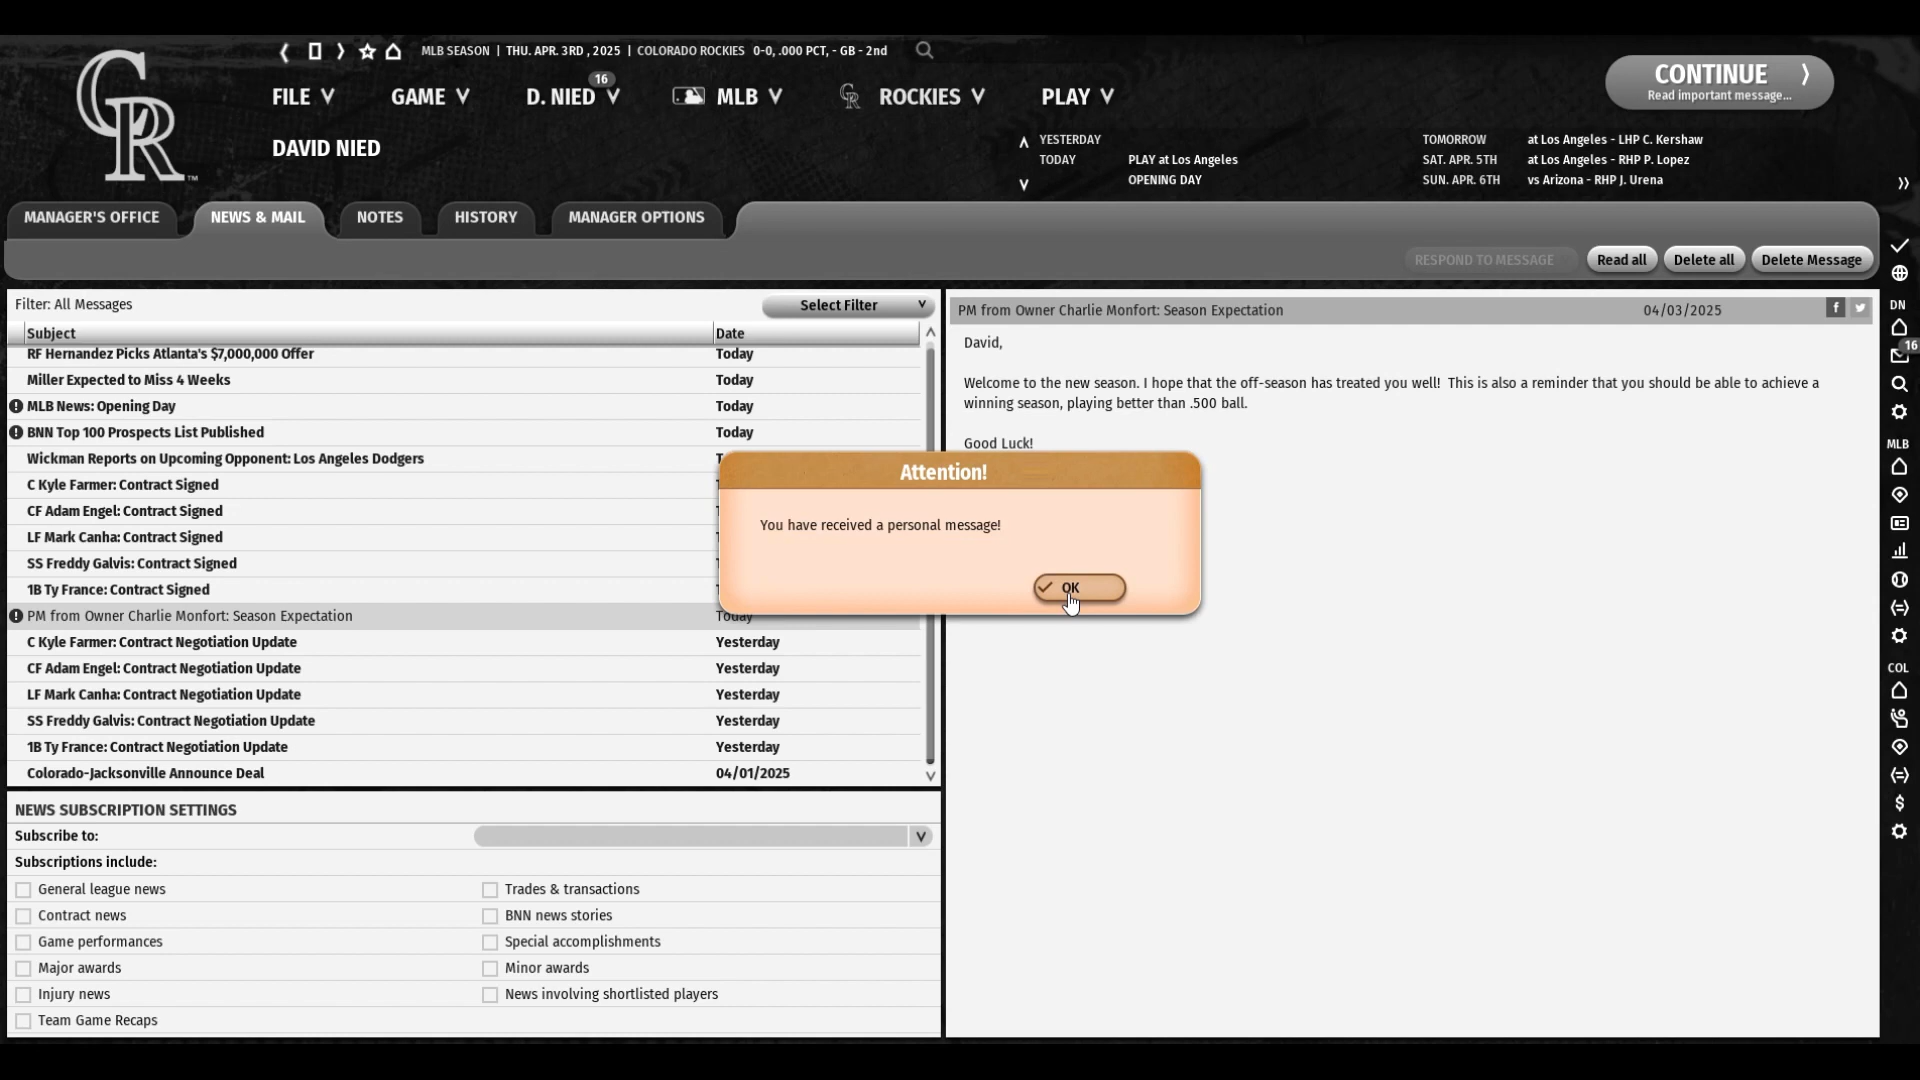 MLB SEASON | THU. APR. 3RD , 2025 | COLORADO ROCKIES 0-0, .000 PCT, - GB - 2nd
FILE GAME D. NIED 16 MLB ROCKIES PLAY
CONTINUE
Read important message...
DAVID NIED
YESTERDAY
TODAY PLAY at Los Angeles
OPENING DAY
TOMORROW at Los Angeles - LHP C. Kershaw
SAT. APR. 5TH at Los Angeles - RHP P. Lopez
SUN. APR. 6TH vs Arizona - RHP J. Urena
CR
TM
MANAGER'S OFFICE NEWS & MAIL NOTES HISTORY MANAGER OPTIONS
RESPOND TO MESSAGE Read all Delete all Delete Message
Filter: All Messages Select Filter
Subject Date
RF Hernandez Picks Atlanta's $7,000,000 Offer Today
Miller Expected to Miss 4 Weeks Today
MLB News: Opening Day Today
BNN Top 100 Prospects List Published Today
Wickman Reports on Upcoming Opponent: Los Angeles Dodgers
C Kyle Farmer: Contract Signed
CF Adam Engel: Contract Signed
LF Mark Canha: Contract Signed
SS Freddy Galvis: Contract Signed
1B Ty France: Contract Signed
PM from Owner Charlie Monfort: Season Expectation Today
C Kyle Farmer: Contract Negotiation Update Yesterday
CF Adam Engel: Contract Negotiation Update Yesterday
LF Mark Canha: Contract Negotiation Update Yesterday
SS Freddy Galvis: Contract Negotiation Update Yesterday
1B Ty France: Contract Negotiation Update Yesterday
Colorado-Jacksonville Announce Deal 04/01/2025
NEWS SUBSCRIPTION SETTINGS
Subscribe to:
Subscriptions include:
General league news Trades & transactions
Contract news BNN news stories
Game performances Special accomplishments
Major awards Minor awards
Injury news News involving shortlisted players
Team Game Recaps
PM from Owner Charlie Monfort: Season Expectation 04/03/2025
David,
Welcome to the new season. I hope that the off-season has treated you well! This is also a reminder that you should be able to achieve a
winning season, playing better than .500 ball.
Good Luck!
Attention!
You have received a personal message!
OK
DN
16
MLB
COL